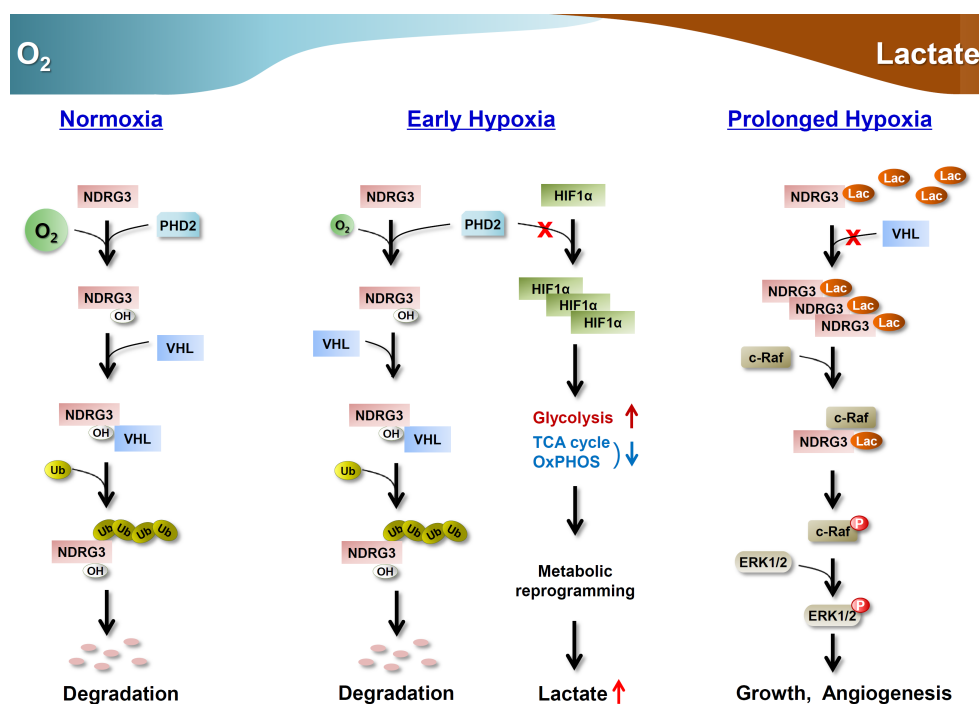 O2
Lactate
Normoxia
NDRG3
O2
PHD2
NDRG3
OH
VHL
NDRG3
OH
VHL
Ub
Ub Ub Ub Ub
NDRG3
OH
Degradation
Early Hypoxia
NDRG3
O2
PHD2
NDRG3
OH
VHL
NDRG3
OH
VHL
Ub
Ub Ub Ub Ub
NDRG3
OH
Degradation
HIF1α
X
HIF1α
HIF1α
HIF1α
Glycolysis
TCA cycle
OxPHOS
Metabolic
reprogramming
Lactate
Prolonged Hypoxia
Lac
Lac
Lac
Lac
NDRG3
Lac
X
VHL
NDRG3
Lac
NDRG3
Lac
NDRG3
Lac
c-Raf
c-Raf
NDRG3
Lac
c-Raf
P
ERK1/2
ERK1/2
P
Growth, Angiogenesis